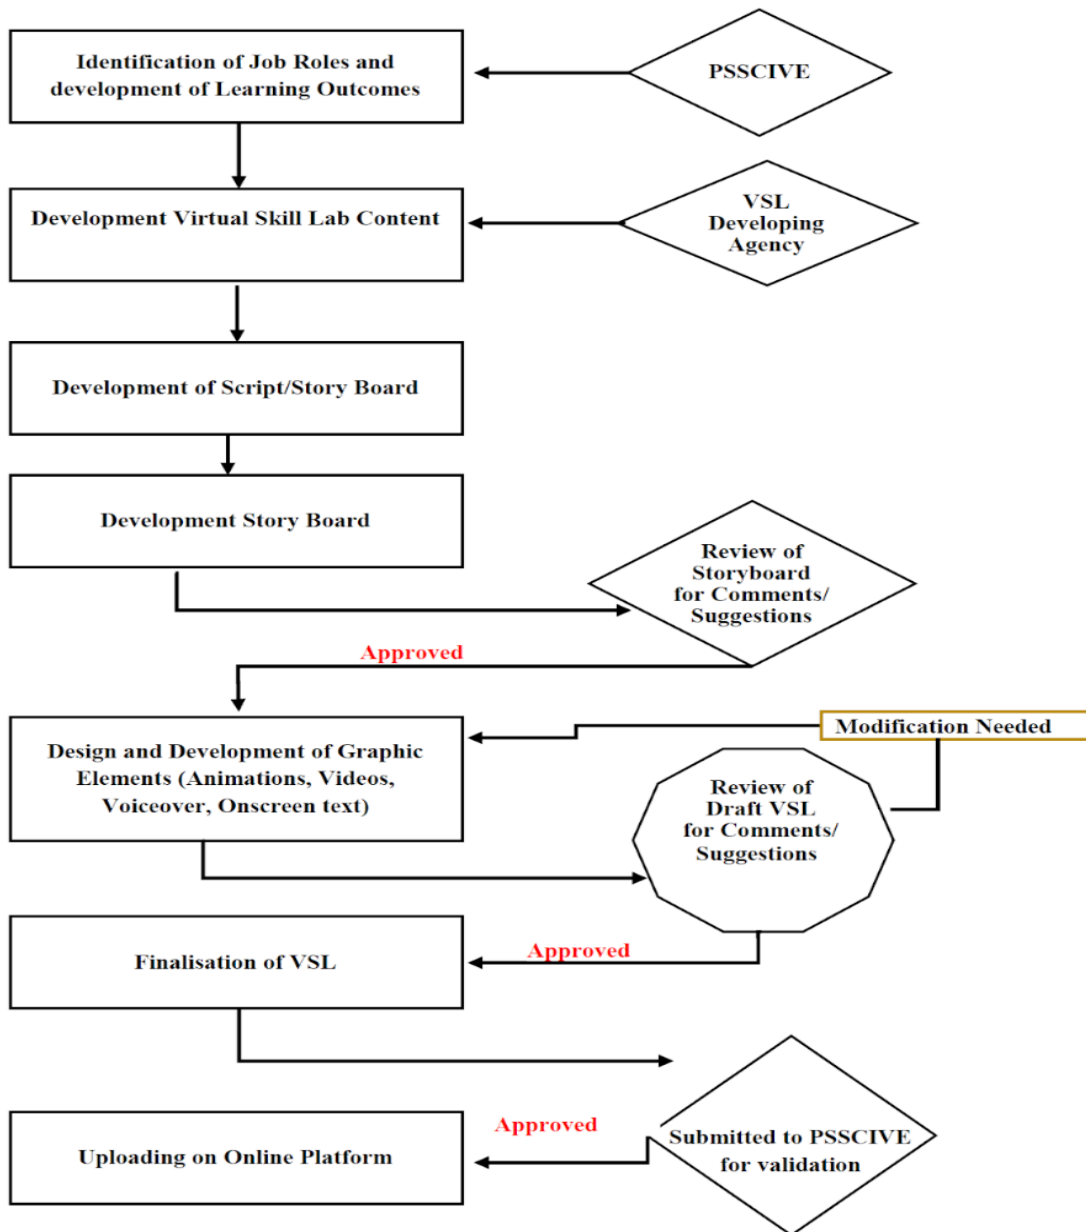 Identification of Job Roles and
development of Learning Outcomes
PSSCIVE
Development Virtual Skill Lab Content
VSL
Developing
Agency
Development of Script/Story Board
Development Story Board
Review of
Storyboard
for Comments/
Suggestions
Approved
Modification Needed
Design and Development of Graphic
Elements (Animations, Videos,
Voiceover, Onscreen text)
Review of
Draft VSL
for Comments/
Suggestions
Finalisation of VSL
Approved
Approved
Submitted to PSSCIVE
for validation
Uploading on Online Platform